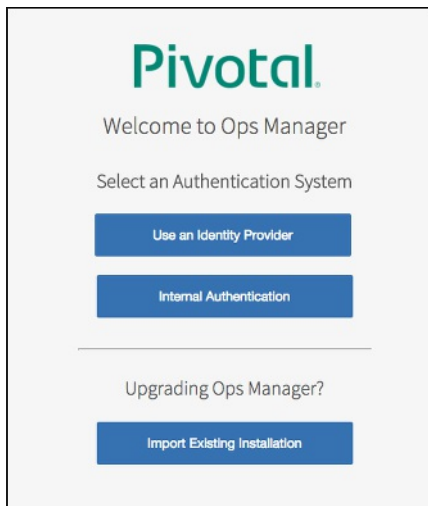 Pivotal.
Welcome to Ops Manager
Select an Authentication System
Use an Identity Provider
Internal Authentication
Upgrading Ops Manager?
Import Existing Installation